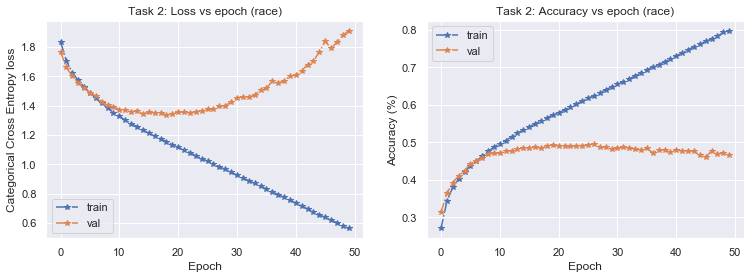 Task 2: Loss vs epoch (race)
Categorical Cross Entropy loss
1.8
1.6
1.4
1.2
1.0
0.8
0.6
train
val
0 10 20 30 40 50
Epoch
Task 2: Accuracy vs epoch (race)
Accuracy (%)
0.8
0.7
0.6
0.5
0.4
0.3
train
val
0 10 20 30 40 50
Epoch